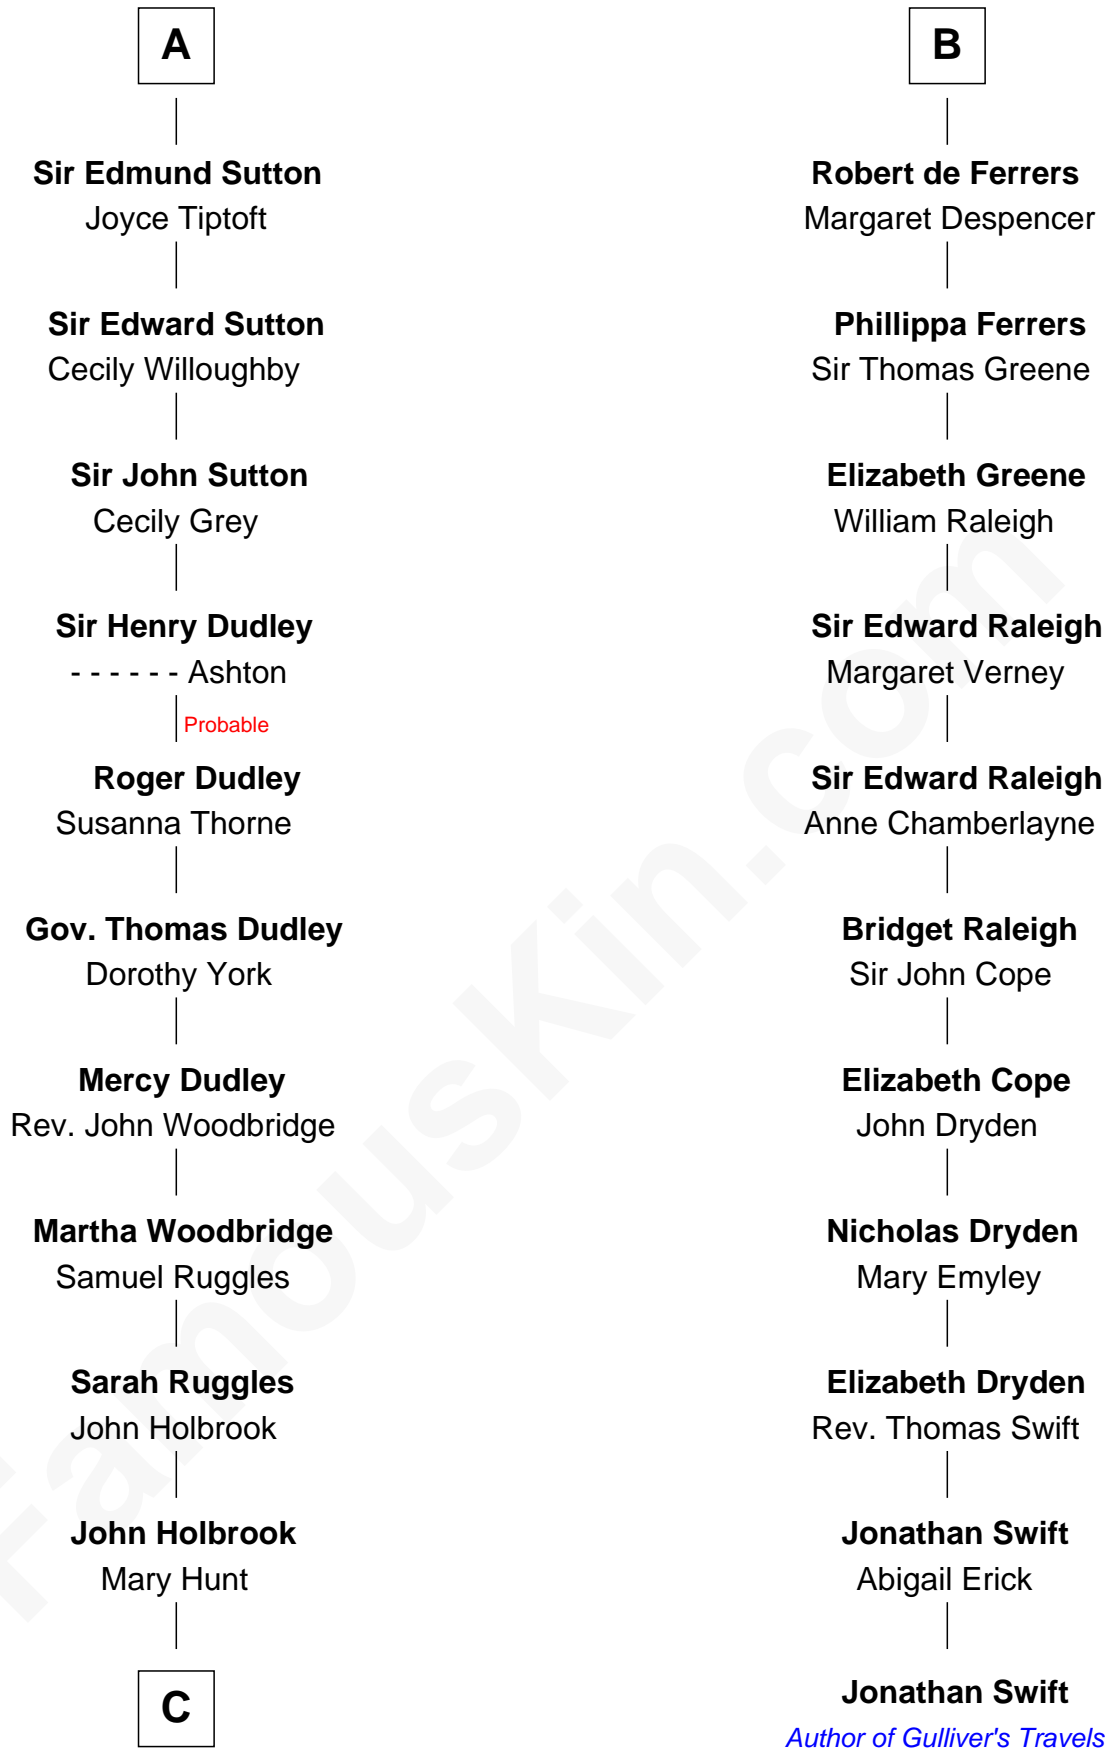 A
Sir Edmund Sutton
Joyce Tiptoft
Sir Edward Sutton
Cecily Willoughby
Sir John Sutton
Cecily Grey
Sir Henry Dudley
- - - - - - Ashton
Probable
Roger Dudley
Susanna Thorne
Gov. Thomas Dudley
Dorothy York
Mercy Dudley
Rev. John Woodbridge
Martha Woodbridge
Samuel Ruggles
Sarah Ruggles
John Holbrook
John Holbrook
Mary Hunt
C
B
Robert de Ferrers
Margaret Despencer
Phillippa Ferrers
Sir Thomas Greene
Elizabeth Greene
William Raleigh
Sir Edward Raleigh
Margaret Verney
Sir Edward Raleigh
Anne Chamberlayne
Bridget Raleigh
Sir John Cope
Elizabeth Cope
John Dryden
Nicholas Dryden
Mary Emyley
Elizabeth Dryden
Rev. Thomas Swift
Jonathan Swift
Abigail Erick
Jonathan Swift
Author of Gulliver's Travels
FamousKin.com